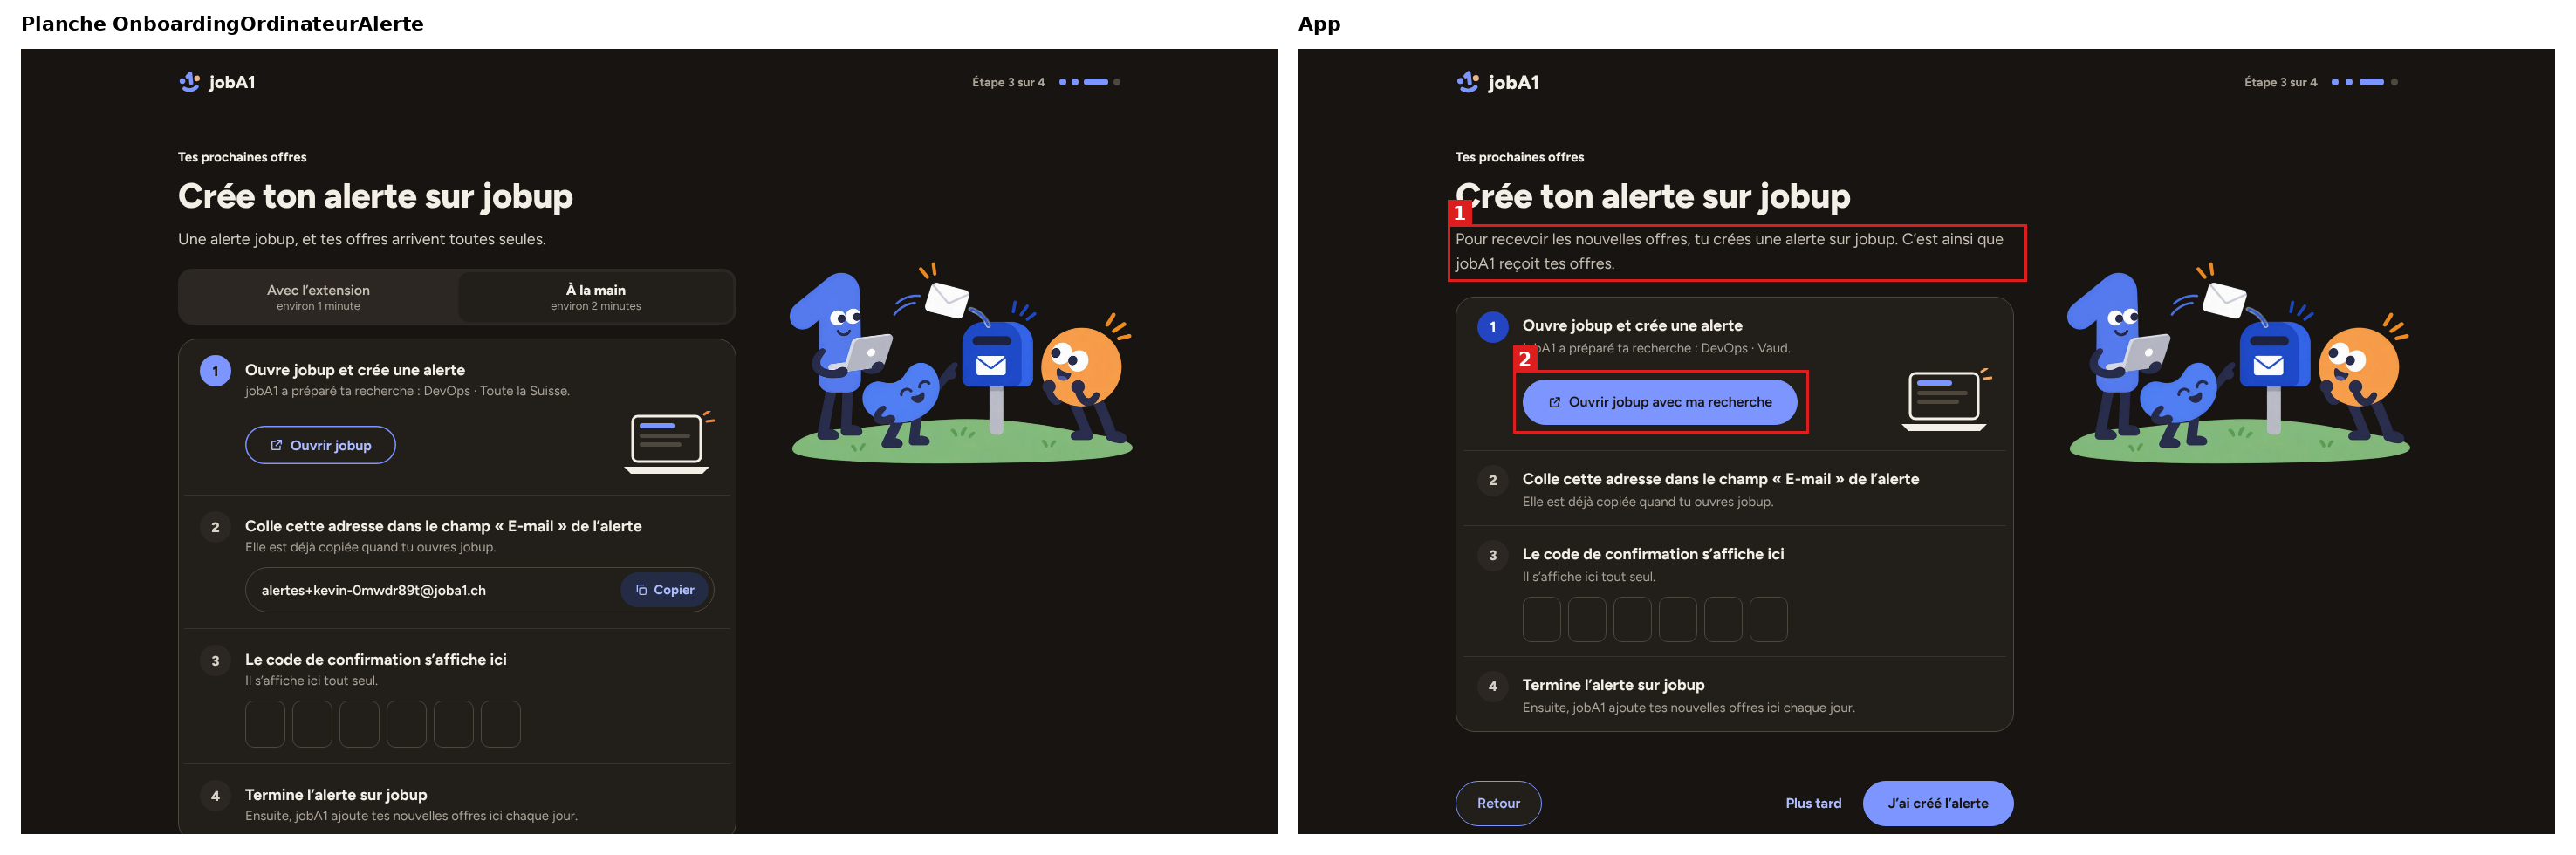 Planche OnboardingOrdinateurAlerte
jobA1
Étape 3 sur 4
Tes prochaines offres
Crée ton alerte sur jobup
Une alerte jobup, et tes offres arrivent toutes seules.
Avec l’extension
environ 1 minute
À la main
environ 2 minutes
1
Ouvre jobup et crée une alerte
jobA1 a préparé ta recherche : DevOps · Toute la Suisse.
Ouvrir jobup
2
Colle cette adresse dans le champ « E-mail » de l’alerte
Elle est déjà copiée quand tu ouvres jobup.
alertes+kevin-0mwdr89t@joba1.ch
Copier
3
Le code de confirmation s’affiche ici
Il s’affiche ici tout seul.
4
Termine l’alerte sur jobup
Ensuite, jobA1 ajoute tes nouvelles offres ici chaque jour.
App
jobA1
Étape 3 sur 4
Tes prochaines offres
Crée ton alerte sur jobup
1
Pour recevoir les nouvelles offres, tu crées une alerte sur jobup. C’est ainsi que
jobA1 reçoit tes offres.
1
Ouvre jobup et crée une alerte
jobA1 a préparé ta recherche : DevOps · Vaud.
2
Ouvrir jobup avec ma recherche
2
Colle cette adresse dans le champ « E-mail » de l’alerte
Elle est déjà copiée quand tu ouvres jobup.
3
Le code de confirmation s’affiche ici
Il s’affiche ici tout seul.
4
Termine l’alerte sur jobup
Ensuite, jobA1 ajoute tes nouvelles offres ici chaque jour.
Retour
Plus tard
J’ai créé l’alerte